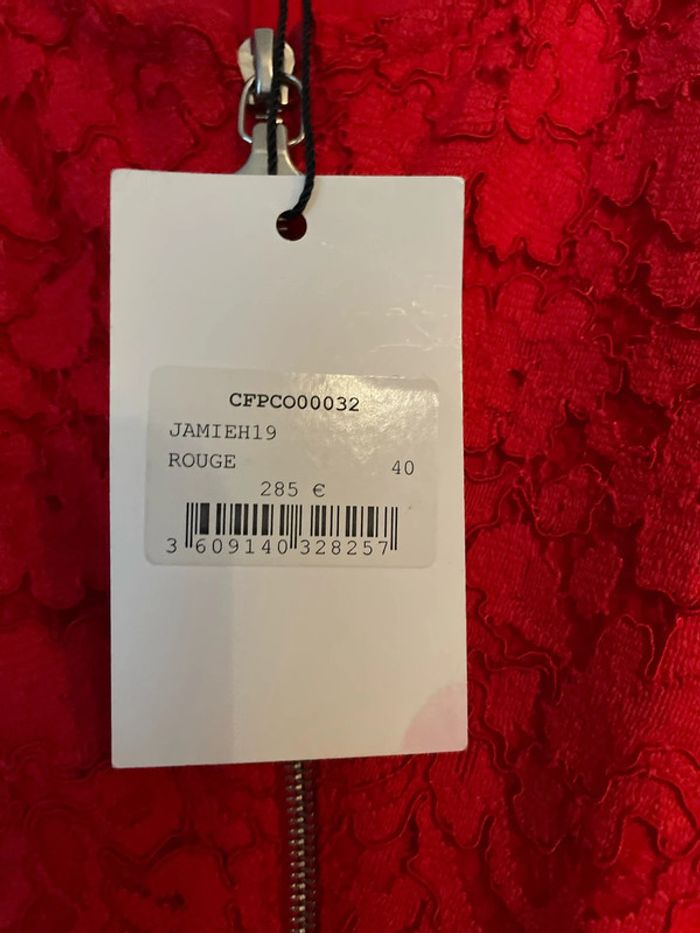 CFPCO00032
JAMIEH19
ROUGE 40
285 €
3 609140 328257